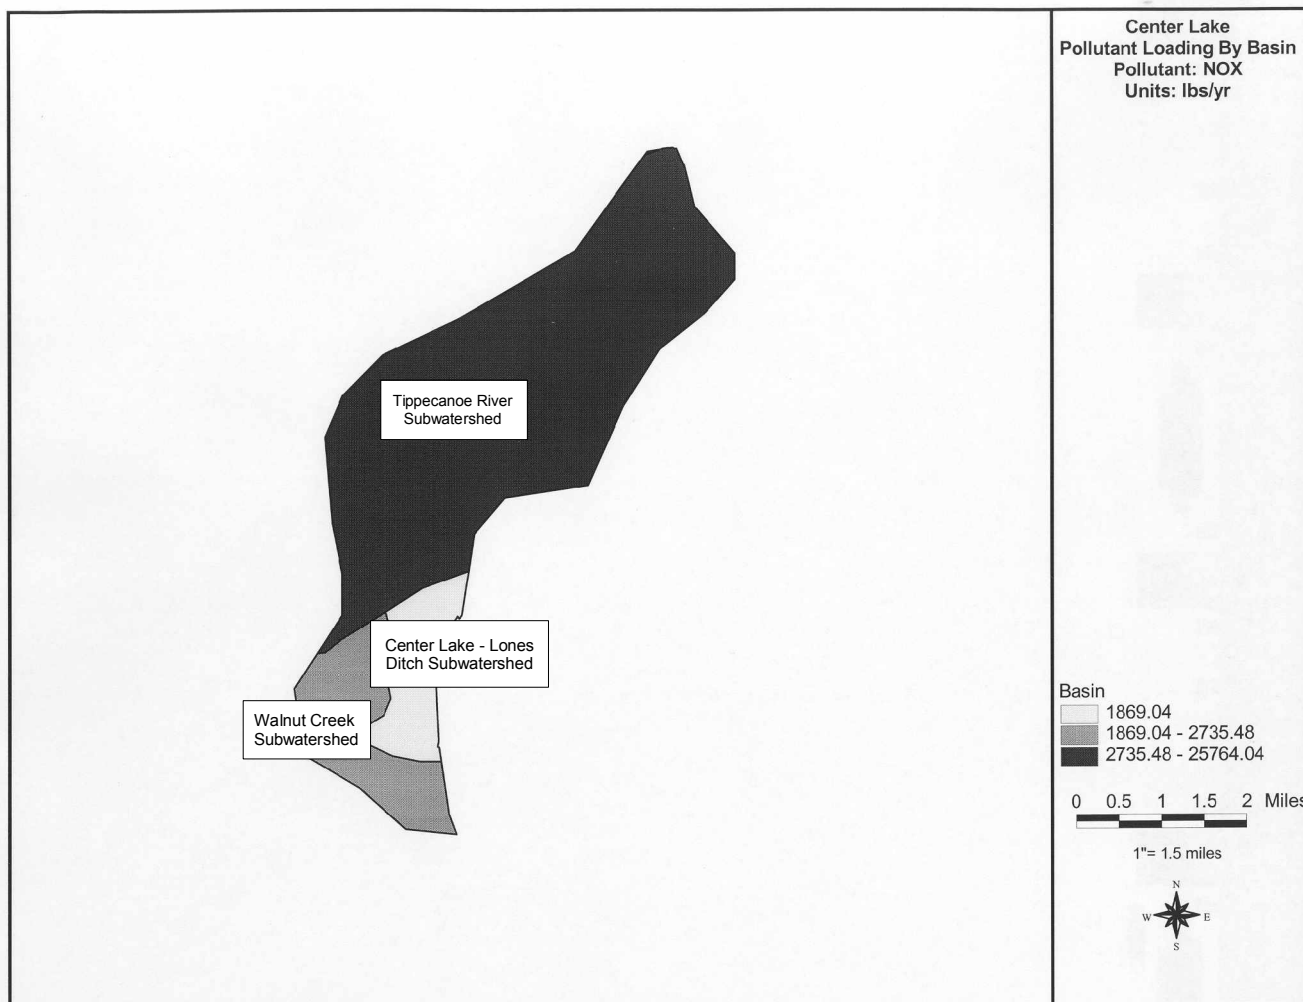 Center Lake
Pollutant Loading By Basin
Pollutant: NOX
Units: lbs/yr
Tippecanoe River
Subwatershed
Center Lake - Lones
Ditch Subwatershed
Walnut Creek
Subwatershed
Basin
1869.04
1869.04 - 2735.48
2735.48 - 25764.04
0 0.5 1 1.5 2 Miles
1"= 1.5 miles
N
W E
S